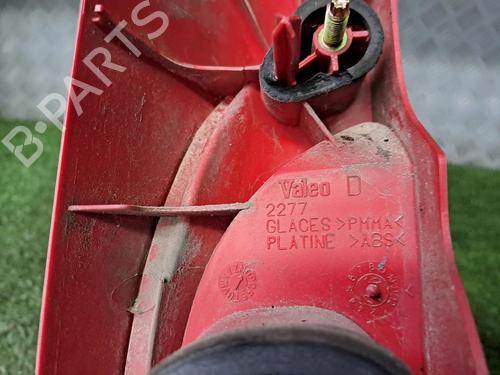 B-PARTS
Valeo D
2277
GLACES >PMMA<
PLATINE >ABS<